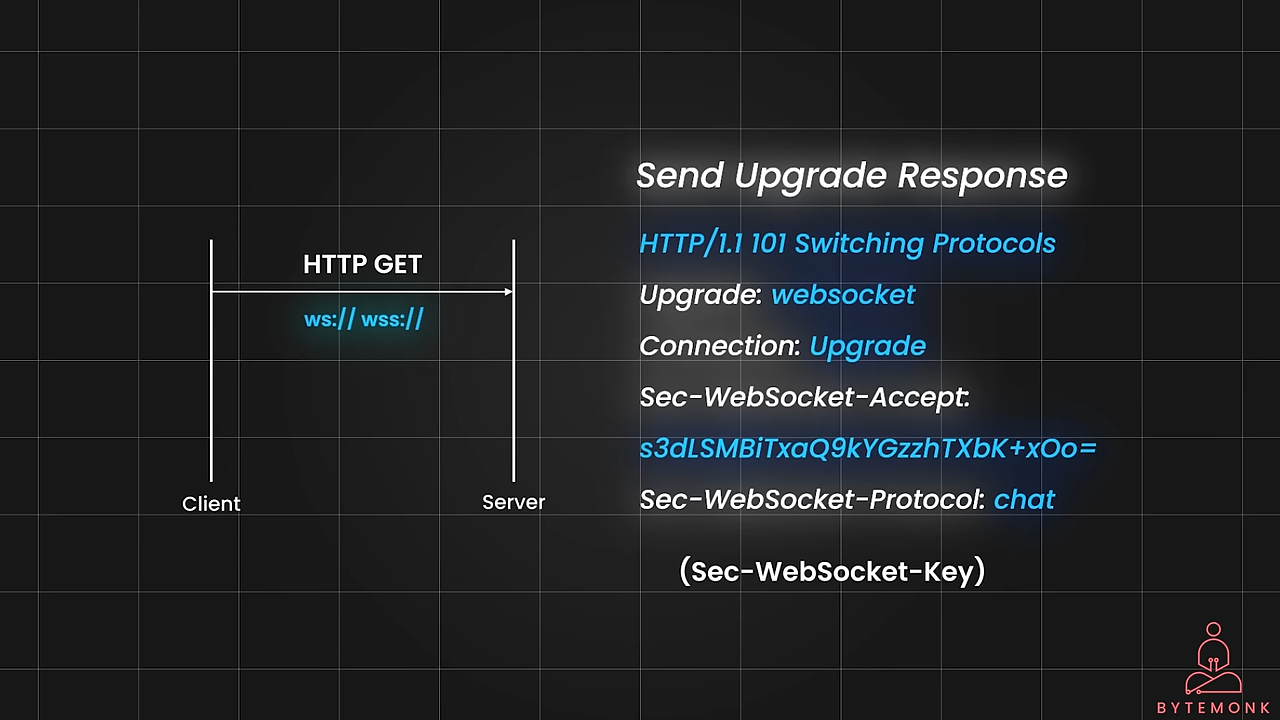 Send Upgrade Response
HTTP/1.1 101 Switching Protocols
Upgrade: websocket
Connection: Upgrade
Sec-WebSocket-Accept:
s3dLSMBiTxaQ9kYGzzhTXbK+xOo=
Sec-WebSocket-Protocol: chat
(Sec-WebSocket-Key)
HTTP GET
ws:// wss://
Client
Server
BYTEMONK